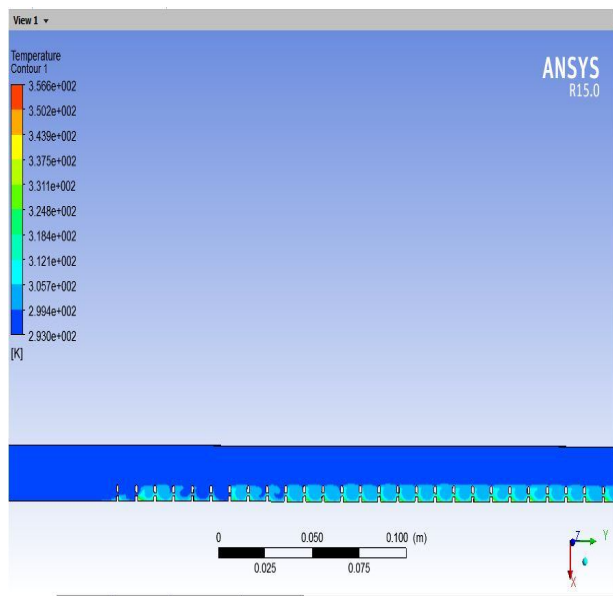 View 1
Temperature
Contour 1
3.566e+002
3.502e+002
3.439e+002
3.375e+002
3.311e+002
3.248e+002
3.184e+002
3.121e+002
3.057e+002
2.994e+002
2.930e+002
[K]
ANSYS
R15.0
0 0.050 0.100 (m)
0.025 0.075
Z Y
X